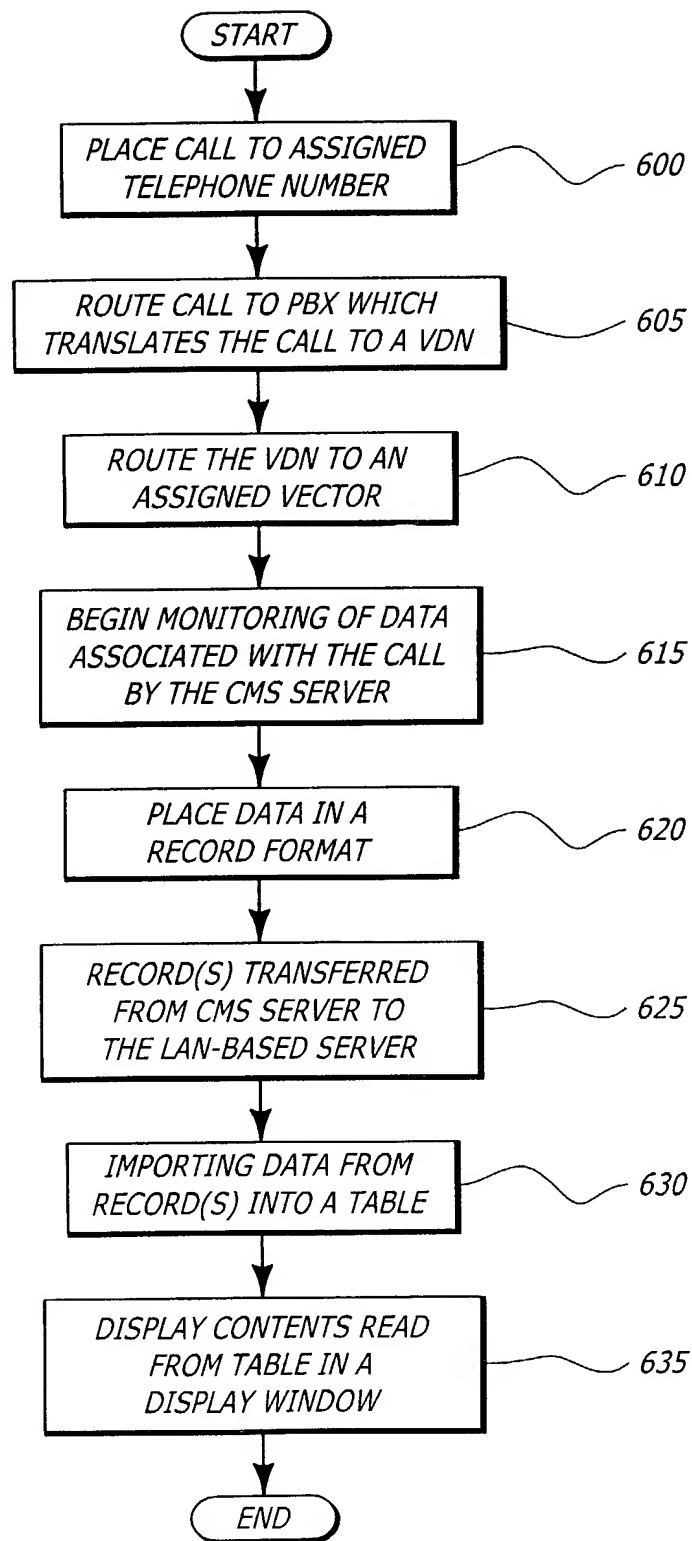 START
PLACE CALL TO ASSIGNED
TELEPHONE NUMBER
600
ROUTE CALL TO PBX WHICH
TRANSLATES THE CALL TO A VDN
605
ROUTE THE VDN TO AN
ASSIGNED VECTOR
610
BEGIN MONITORING OF DATA
ASSOCIATED WITH THE CALL
BY THE CMS SERVER
615
PLACE DATA IN A
RECORD FORMAT
620
RECORD(S) TRANSFERRED
FROM CMS SERVER TO
THE LAN-BASED SERVER
625
IMPORTING DATA FROM
RECORD(S) INTO A TABLE
630
DISPLAY CONTENTS READ
FROM TABLE IN A
DISPLAY WINDOW
635
END